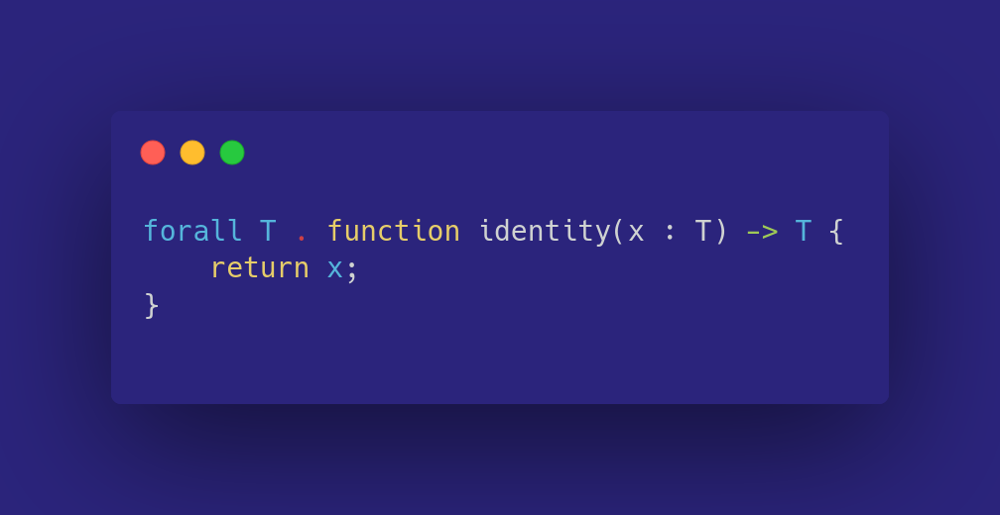 forall T . function identity(x : T) -> T {
    return x;
}